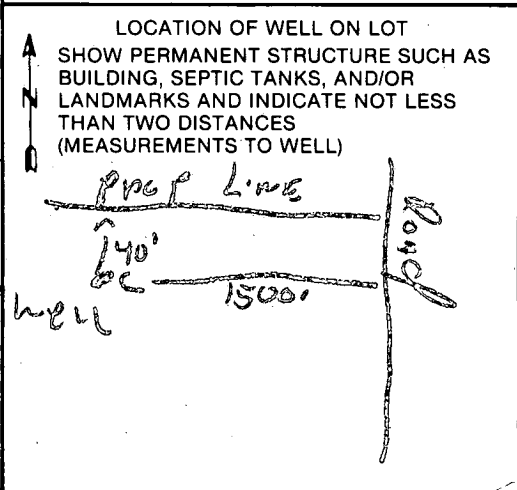 LOCATION OF WELL ON LOT
SHOW PERMANENT STRUCTURE SUCH AS
BUILDING, SEPTIC TANKS, AND/OR
N LANDMARKS AND INDICATE NOT LESS
THAN TWO DISTANCES
(MEASUREMENTS TO WELL)
Prop Line
Road
40'
1500'
Well